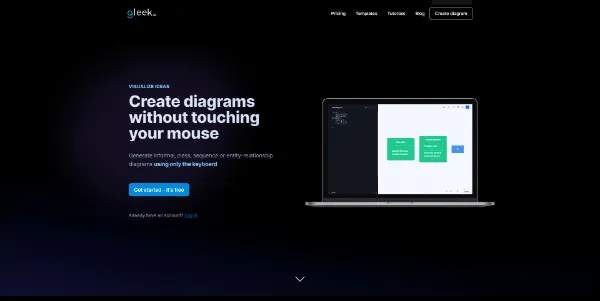 gleek
Pricing Templates Tutorials Blog Create diagram
VISUALIZE IDEAS
Create diagrams
without touching
your mouse
Generate informal, class, sequence or entity-relationship
diagrams using only the keyboard
Get started – it's free
Already have an account? Log in